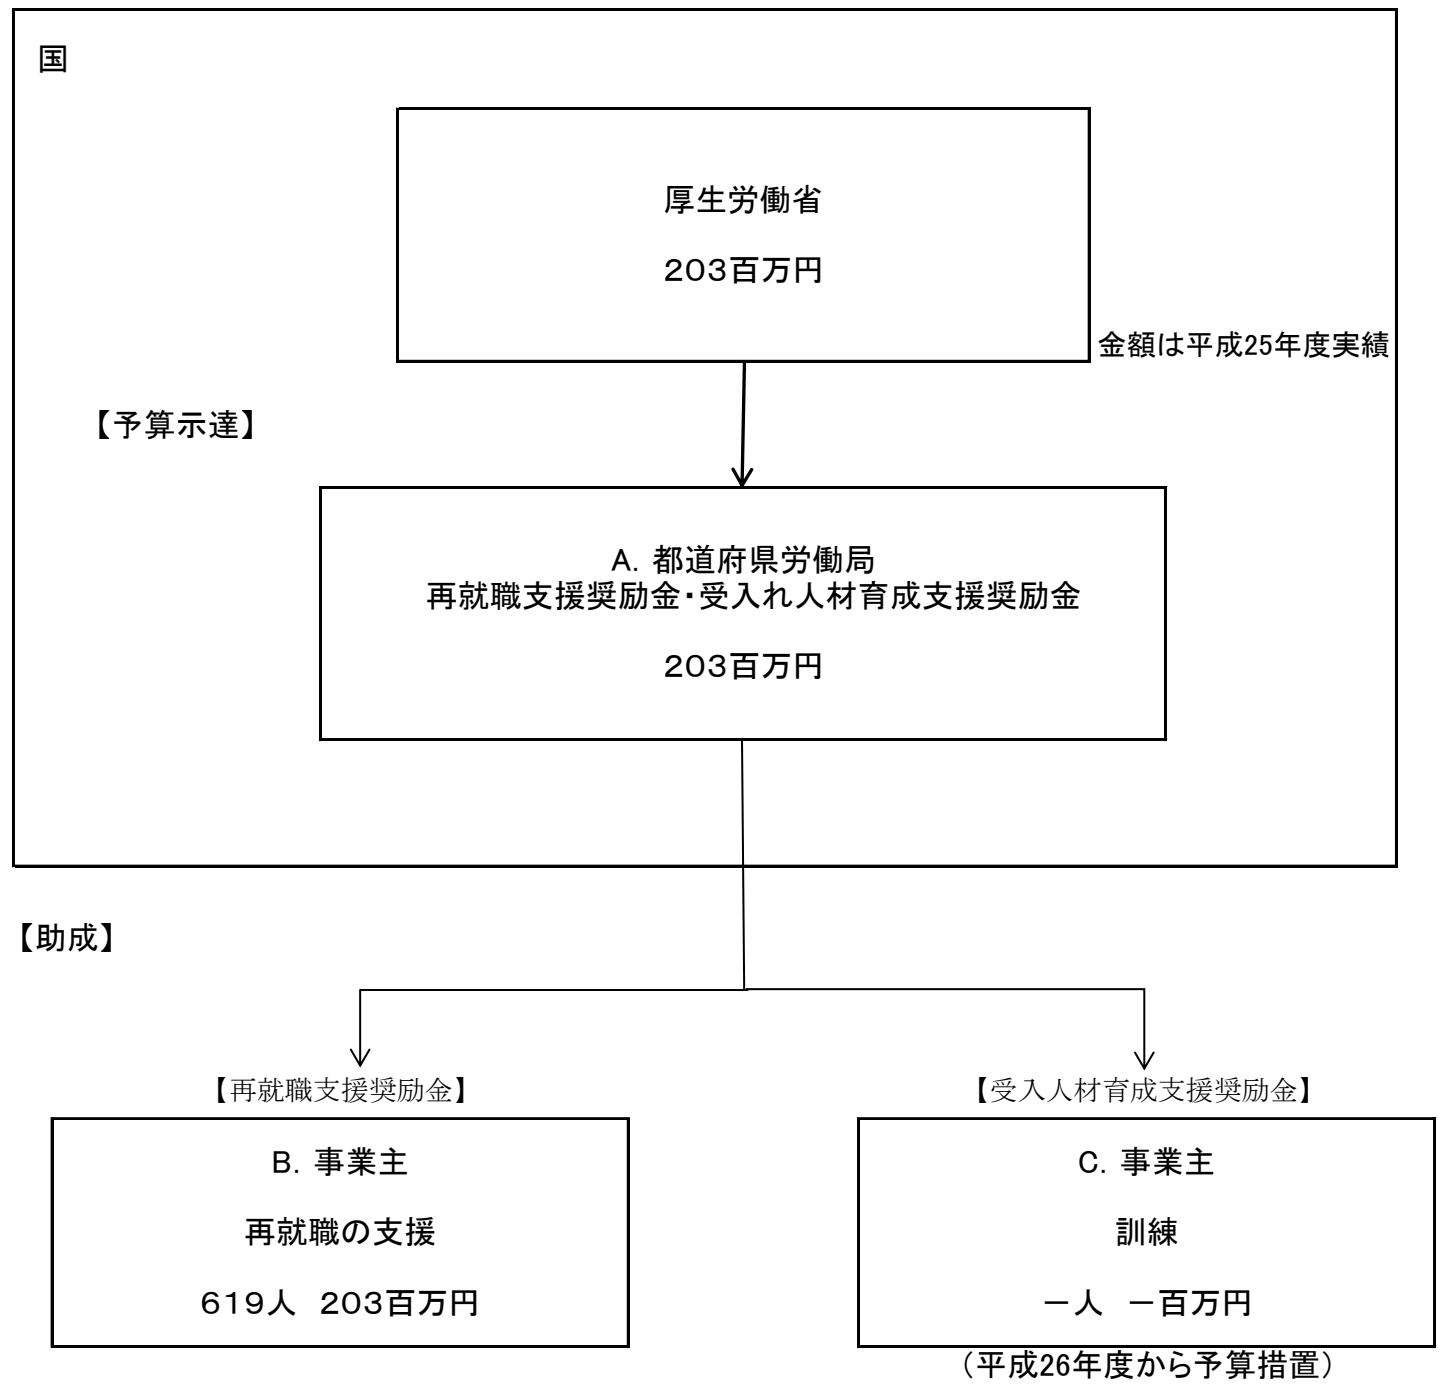 国
厚生労働省
203百万円
金額は平成25年度実績
【予算示達】
A. 都道府県労働局
再就職支援奨励金・受入れ人材育成支援奨励金
203百万円
【助成】
【再就職支援奨励金】
B. 事業主
再就職の支援
619人　203百万円
【受入人材育成支援奨励金】
C. 事業主
訓練
－人　－百万円
（平成26年度から予算措置）